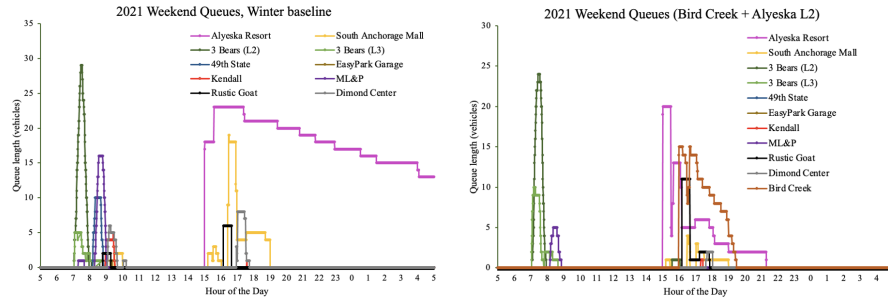 2021 Weekend Queues, Winter baseline
Queue length (vehicles)
35
30
25
20
15
10
5
0
Alyeska Resort
South Anchorage Mall
3 Bears (L2)
3 Bears (L3)
49th State
EasyPark Garage
Kendall
ML&P
Rustic Goat
Dimond Center
5 6 7 8 9 10 11 12 13 14 15 16 17 18 19 20 21 22 23 0 1 2 3 4 5
Hour of the Day
2021 Weekend Queues (Bird Creek + Alyeska L2)
Queue length (vehicles)
30
25
20
15
10
5
0
Alyeska Resort
South Anchorage Mall
3 Bears (L2)
3 Bears (L3)
49th State
EasyPark Garage
Kendall
ML&P
Rustic Goat
Dimond Center
Bird Creek
5 6 7 8 9 10 11 12 13 14 15 16 17 18 19 20 21 22 23 0 1 2 3 4
Hour of the Day